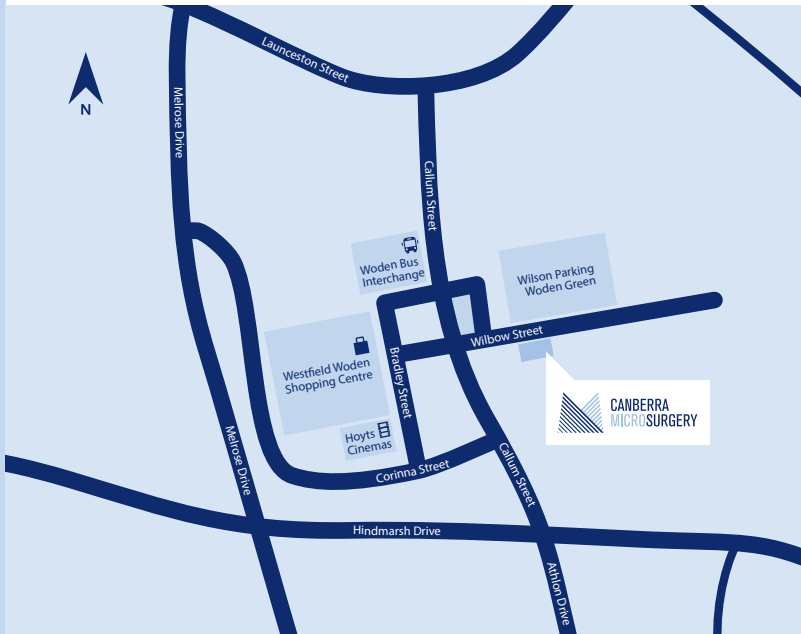 Launceston Street
N
Melrose Drive
Callum Street
Woden Bus
Interchange
Wilson Parking
Woden Green
Wilbow Street
Westfield Woden
Shopping Centre
Bradley Street
CANBERRA
MICROSURGERY
Hoyts
Cinemas
Melrose Drive
Corinna Street
Callum Street
Hindmarsh Drive
Athlon Drive